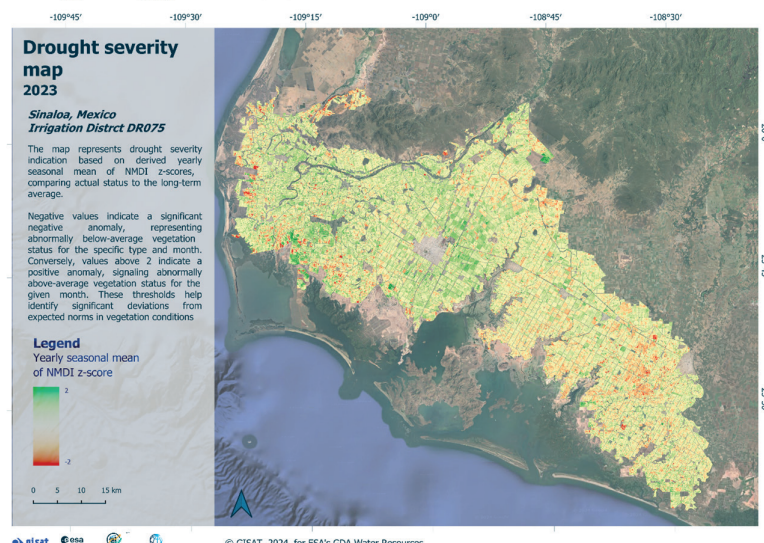 -109°45'
-109°30'
-109°15'
-109°0'
-108°45'
-108°30'
Drought severity
map
2023
Sinaloa, Mexico
Irrigation Distrct DR075
The map represents drought severity
indication based on derived yearly
seasonal mean of NMDI z-scores,
comparing actual status to the long-term
average.
Negative values indicate a significant
negative anomaly, representing
abnormally below-average vegetation
status for the specific type and month.
Conversely, values above 2 indicate a
positive anomaly, signaling abnormally
above-average vegetation status for the
given month. These thresholds help
identify significant deviations from
expected norms in vegetation conditions
Legend
Yearly seasonal mean
of NMDI z-score
2
-2
0 5 10 15 km
gisat
esa
© GISAT, 2024, for ESA's GDA Water Resources